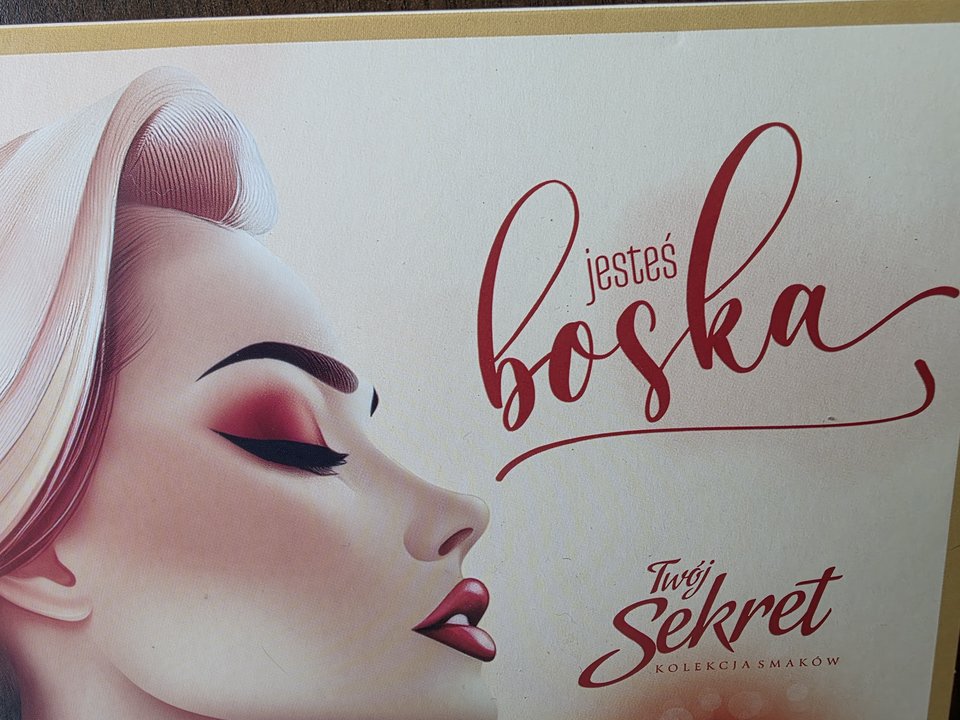 jesteś
boska
Twój
Sekret
KOLEKCJA SMAKÓW